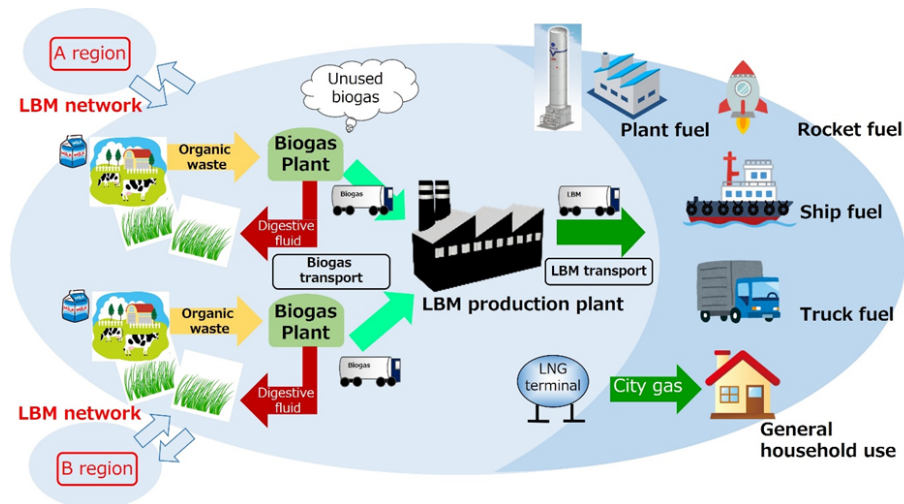 A region
LBM network
Unused
biogas
Organic
waste
Biogas
Plant
Digestive
fluid
Biogas
Biogas
transport
LBM production plant
LBM
LBM transport
Plant fuel
Rocket fuel
Ship fuel
Truck fuel
Organic
waste
Biogas
Plant
Digestive
fluid
Biogas
LNG
terminal
City gas
General
household use
LBM network
B region